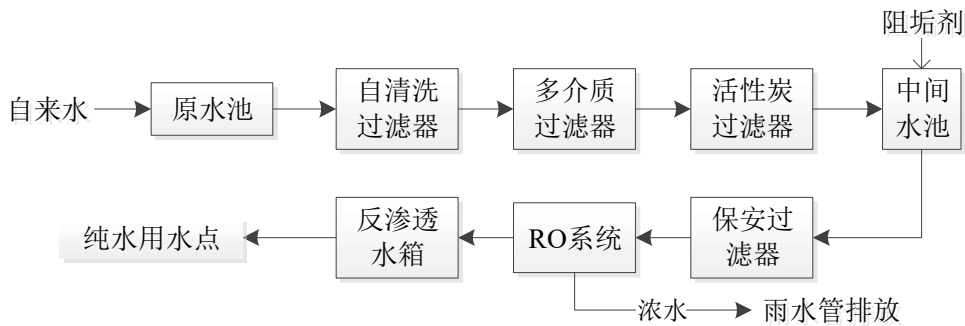 阻垢剂
自来水
原水池
自清洗
过滤器
多介质
过滤器
活性炭
过滤器
中间
水池
纯水用水点
反渗透
水箱
RO系统
保安过
滤器
浓水
雨水管排放